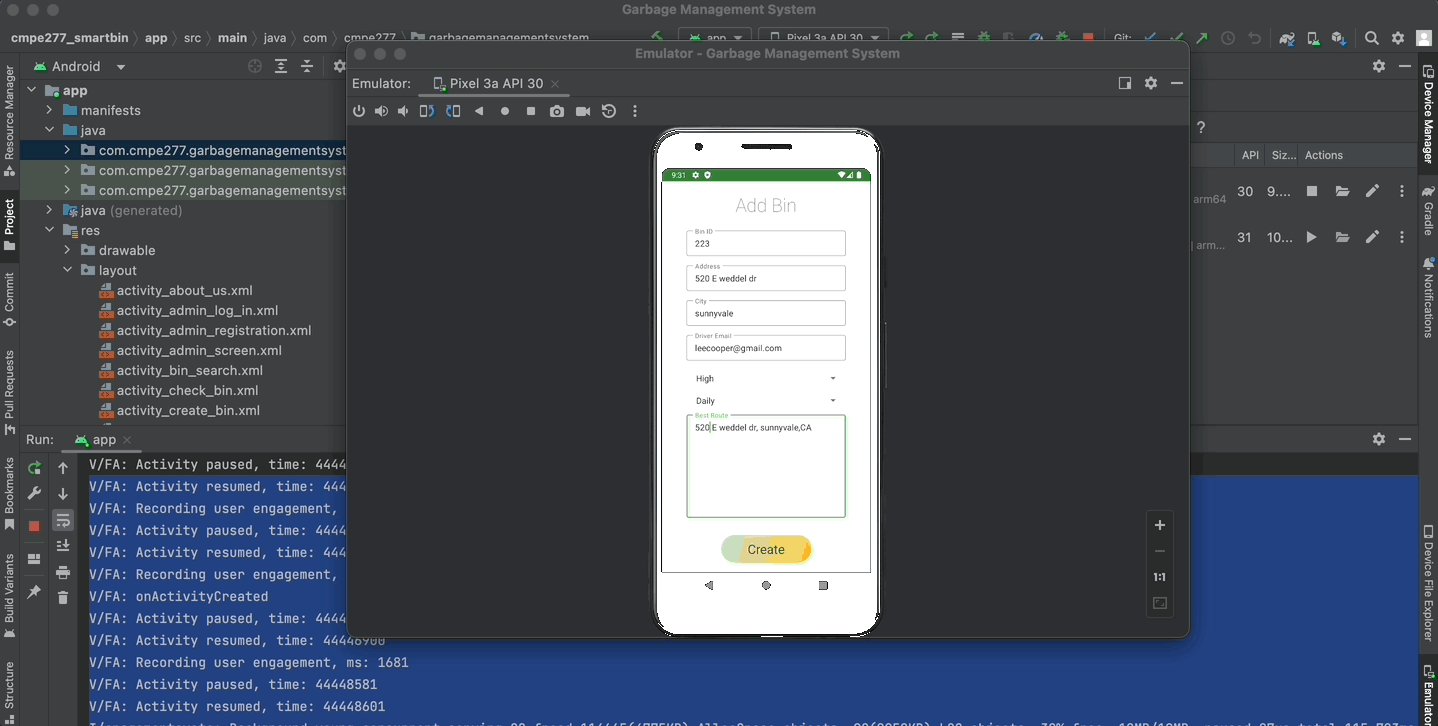 Garbage Management System
cmpe277_smartbin app src main java com cmpe277 garbagemanagementsystem app Pixel 3a API 30 Git:
Emulator - Garbage Management System
Android
Emulator: Pixel 3a API 30
app
manifests
java
com.cmpe277.garbagemanagementsyst
com.cmpe277.garbagemanagementsyst
com.cmpe277.garbagemanagementsyst
java (generated)
res
drawable
layout
activity_about_us.xml
activity_admin_log_in.xml
activity_admin_registration.xml
activity_admin_screen.xml
activity_bin_search.xml
activity_check_bin.xml
activity_create_bin.xml
Resource Manager
Project
Commit
Pull Requests
Bookmarks
Build Variants
Structure
9:31
Add Bin
Bin ID
223
Address
520 E weddel dr
City
sunnyvale
Driver Email
leecooper@gmail.com
High
Daily
Best Route
520 E weddel dr, sunnyvale,CA
Create
1:1
?
API Siz... Actions
arm64 30 9....
| arm... 31 10...
Device Manager
Gradle
Notifications
Device File Explorer
Emulator
Run: app
V/FA: Activity paused, time: 4444
V/FA: Activity resumed, time: 444
V/FA: Recording user engagement,
V/FA: Activity paused, time: 4444
V/FA: Activity resumed, time: 444
V/FA: Recording user engagement,
V/FA: onActivityCreated
V/FA: Activity paused, time: 4444
V/FA: Activity resumed, time: 44446900
V/FA: Recording user engagement, ms: 1681
V/FA: Activity paused, time: 44448581
V/FA: Activity resumed, time: 44448601